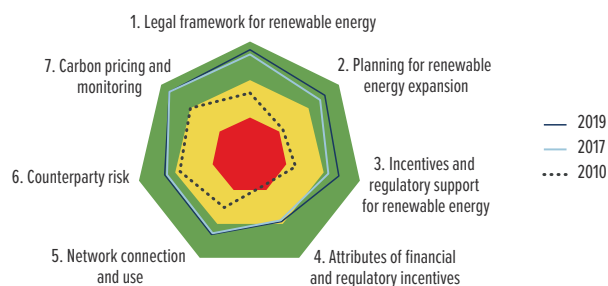 1. Legal framework for renewable energy
7. Carbon pricing and
monitoring
2. Planning for renewable
energy expansion
2019
2017
2010
6. Counterparty risk
3. Incentives and
regulatory support
for renewable energy
5. Network connection
and use
4. Attributes of financial
and regulatory incentives